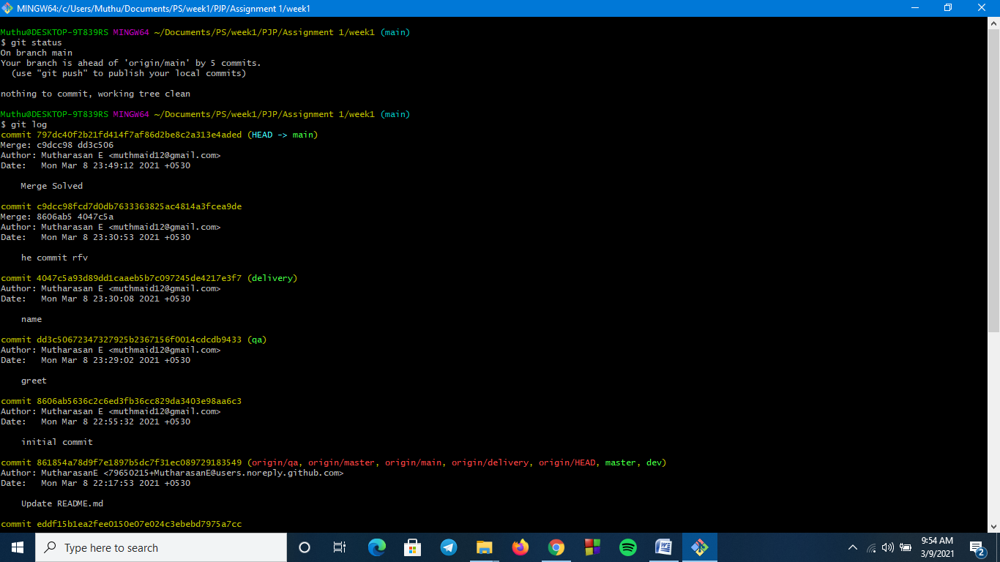 MINGW64:/c/Users/Muthu/Documents/PS/week1/PJP/Assignment 1/week1
Muthu@DESKTOP-9T839RS MINGW64 ~/Documents/PS/week1/PJP/Assignment 1/week1 (main)
$ git status
On branch main
Your branch is ahead of 'origin/main' by 5 commits.
  (use "git push" to publish your local commits)
nothing to commit, working tree clean
Muthu@DESKTOP-9T839RS MINGW64 ~/Documents/PS/week1/PJP/Assignment 1/week1 (main)
$ git log
commit 797dc40f2b21fd414f7af86d2be8c2a313e4aded (HEAD -> main)
Merge: c9dcc98 dd3c506
Author: Mutharasan E <muthmaid12@gmail.com>
Date:   Mon Mar 8 23:49:12 2021 +0530
    Merge Solved
commit c9dcc98fcd7d0db7633363825ac4814a3fcea9de
Merge: 8606ab5 4047c5a
Author: Mutharasan E <muthmaid12@gmail.com>
Date:   Mon Mar 8 23:30:53 2021 +0530
    he commit rfv
commit 4047c5a93d89dd1caaeb5b7c097245de4217e3f7 (delivery)
Author: Mutharasan E <muthmaid12@gmail.com>
Date:   Mon Mar 8 23:30:08 2021 +0530
    name
commit dd3c50672347327925b2367156f0014cdcdb9433 (qa)
Author: Mutharasan E <muthmaid12@gmail.com>
Date:   Mon Mar 8 23:29:02 2021 +0530
    greet
commit 8606ab5636c2c6ed3fb36cc829da3403e98aa6c3
Author: Mutharasan E <muthmaid12@gmail.com>
Date:   Mon Mar 8 22:55:32 2021 +0530
    initial commit
commit 861854a78d9f7e1897b5dc7f31ec089729183549 (origin/qa, origin/master, origin/main, origin/delivery, origin/HEAD, master, dev)
Author: MutharasanE <79650215+MutharasanE@users.noreply.github.com>
Date:   Mon Mar 8 22:17:53 2021 +0530
    Update README.md
commit eddf15b1ea2fee0150e07e024c3ebebd7975a7cc
Type here to search
9:54 AM
3/9/2021
2